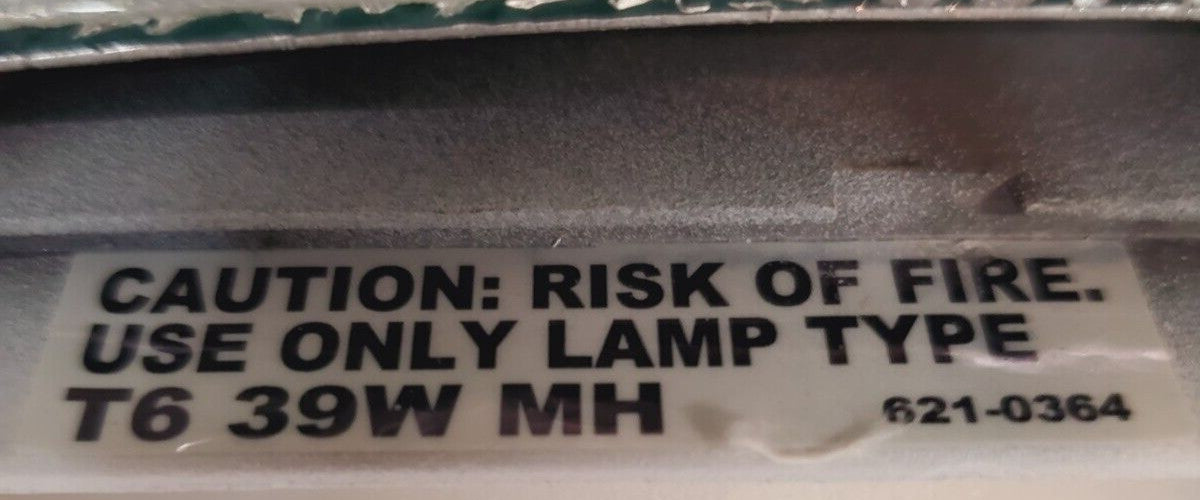 CAUTION: RISK OF FIRE.
USE ONLY LAMP TYPE
T6 39W MH 621-0364